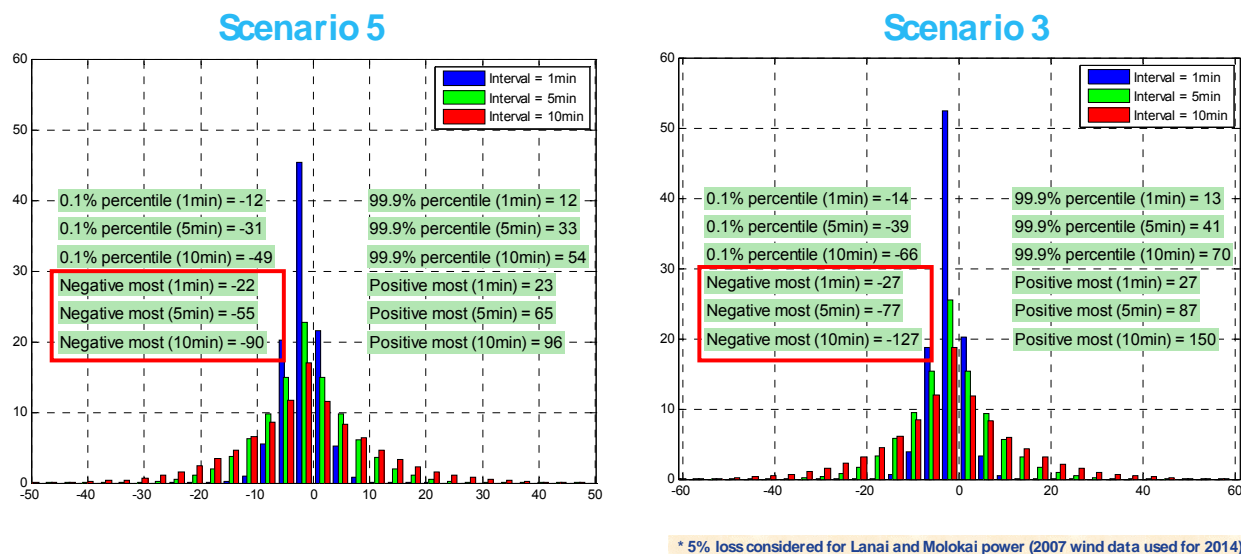 Scenario 5
60
50
40
30
20
10
0
-50 -40 -30 -20 -10 0 10 20 30 40 50
Interval = 1min
Interval = 5min
Interval = 10min
0.1% percentile (1min) = -12
0.1% percentile (5min) = -31
0.1% percentile (10min) = -49
Negative most (1min) = -22
Negative most (5min) = -55
Negative most (10min) = -90
99.9% percentile (1min) = 12
99.9% percentile (5min) = 33
99.9% percentile (10min) = 54
Positive most (1min) = 23
Positive most (5min) = 65
Positive most (10min) = 96
Scenario 3
60
50
40
30
20
10
0
-60 -40 -20 0 20 40 60
Interval = 1min
Interval = 5min
Interval = 10min
0.1% percentile (1min) = -14
0.1% percentile (5min) = -39
0.1% percentile (10min) = -66
Negative most (1min) = -27
Negative most (5min) = -77
Negative most (10min) = -127
99.9% percentile (1min) = 13
99.9% percentile (5min) = 41
99.9% percentile (10min) = 70
Positive most (1min) = 27
Positive most (5min) = 87
Positive most (10min) = 150
* 5% loss considered for Lanai and Molokai power (2007 wind data used for 2014)